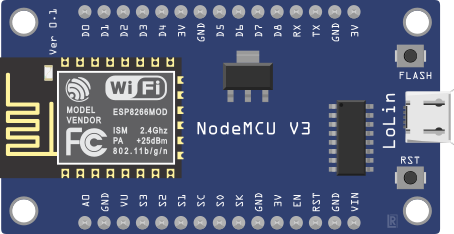 Ver 0.1
D0 D1 D2 D3 D4 3V GND D5 D6 D7 D8 RX TX GND 3V
FLASH
WiFi
MODEL
VENDOR
ESP8266MOD
FC
ISM 2.4GHz
PA +25dBm
802.11b/g/n
NodeMCU V3
LoLin
RST
AO GND VU S3 S2 S1 SC SO SK GND 3V EN RST GND VIN